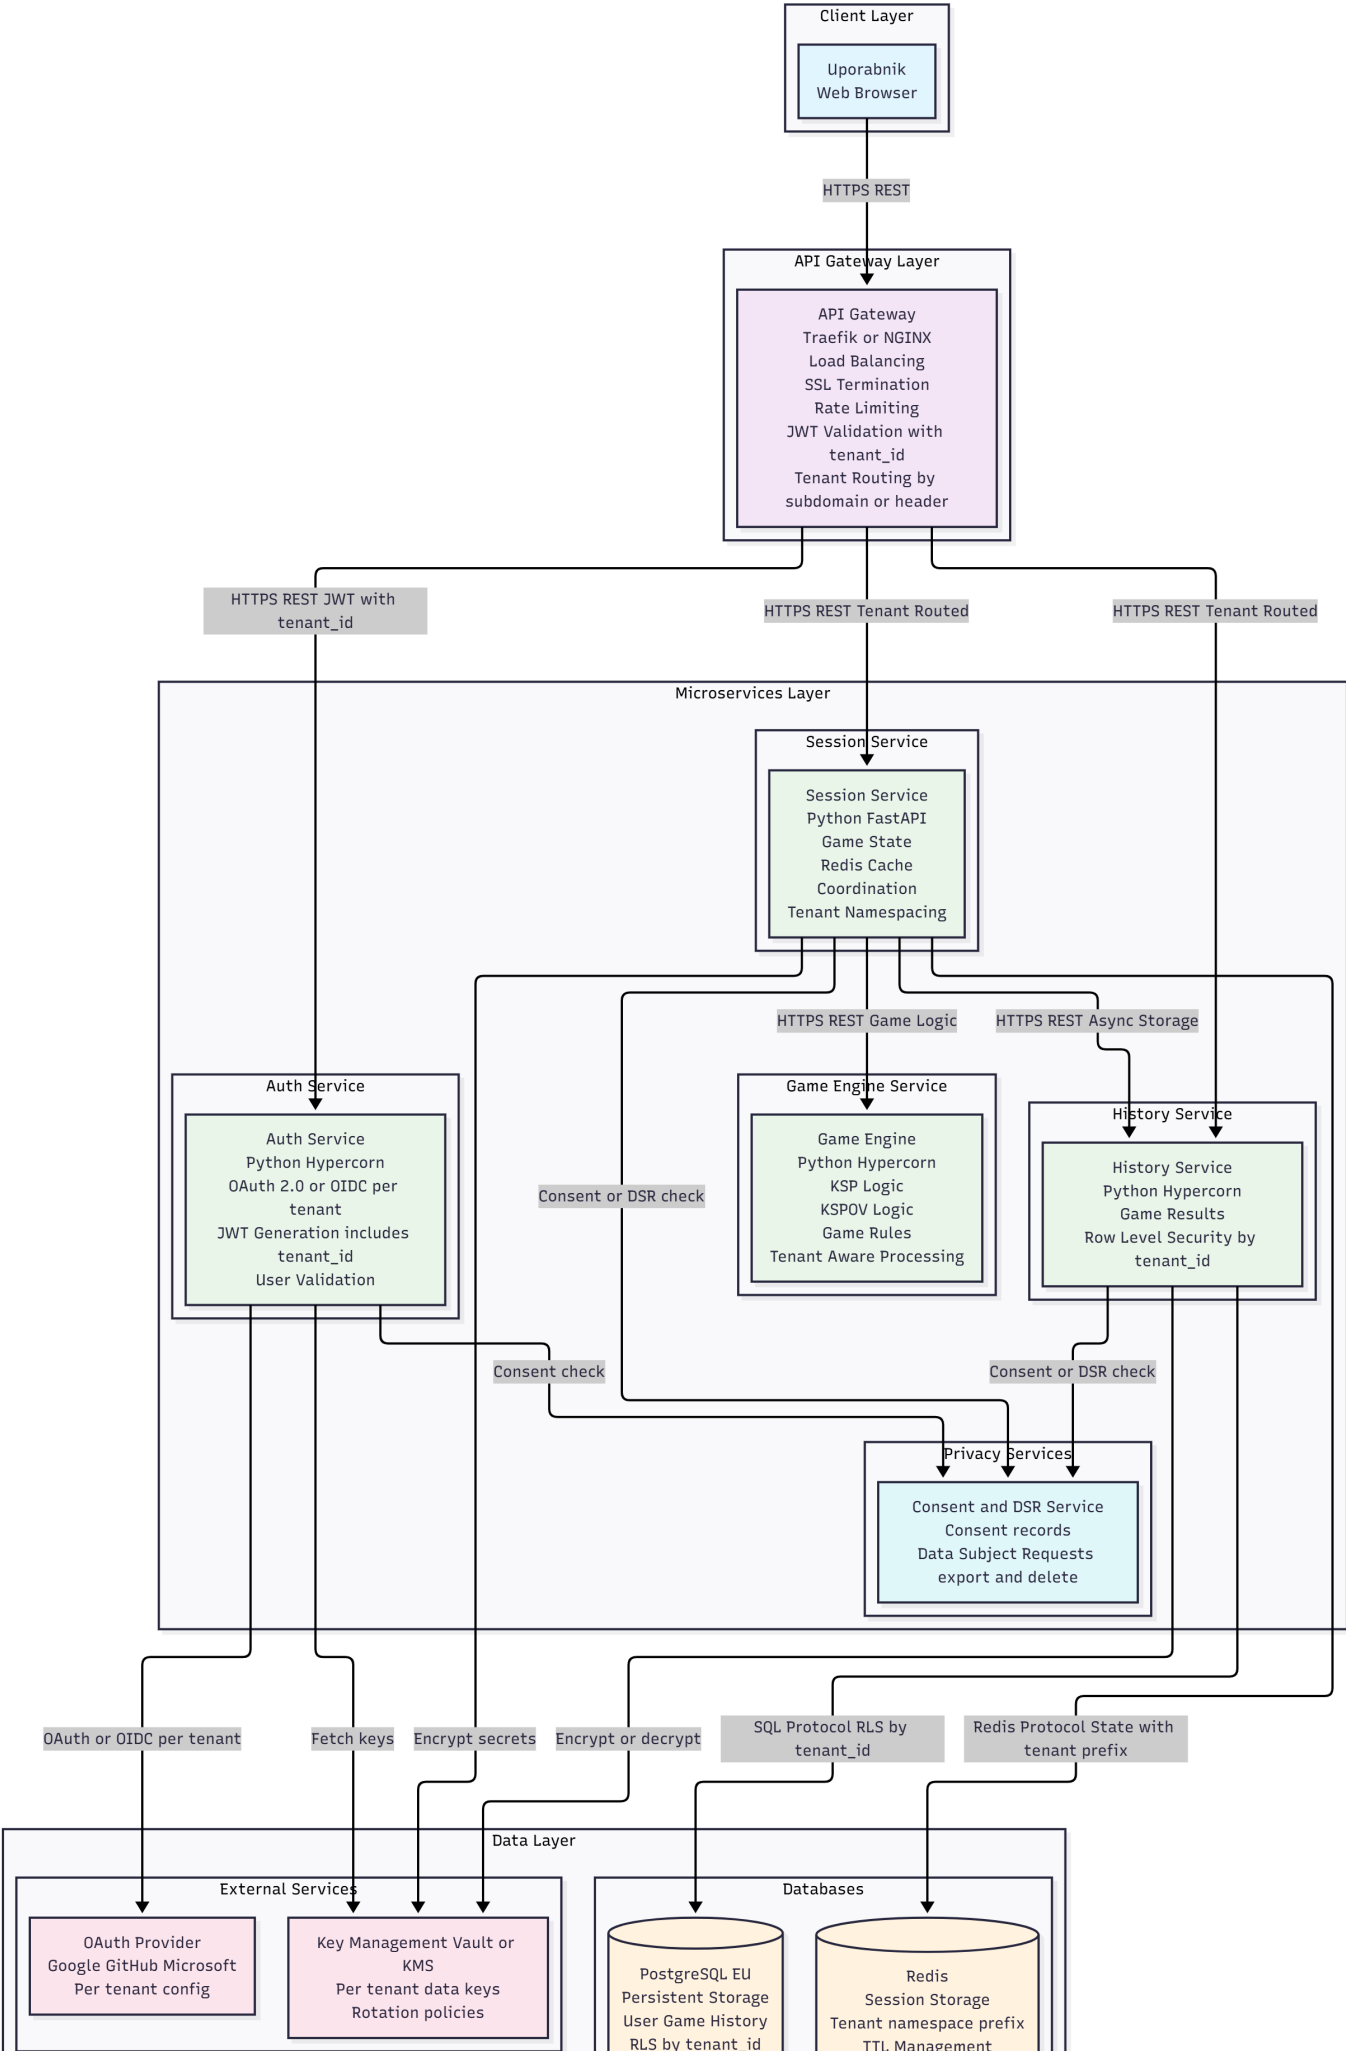 Client Layer
Uporabnik
Web Browser
HTTPS REST
API Gateway Layer
API Gateway
Traefik or NGINX
Load Balancing
SSL Termination
Rate Limiting
JWT Validation with
tenant_id
Tenant Routing by
subdomain or header
HTTPS REST JWT with
tenant_id
HTTPS REST Tenant Routed
HTTPS REST Tenant Routed
Microservices Layer
Session Service
Session Service
Python FastAPI
Game State
Redis Cache
Coordination
Tenant Namespacing
HTTPS REST Game Logic
HTTPS REST Async Storage
Auth Service
Auth Service
Python Hypercorn
OAuth 2.0 or OIDC per
tenant
JWT Generation includes
tenant_id
User Validation
Consent or DSR check
Game Engine Service
Game Engine
Python Hypercorn
KSP Logic
KSPOV Logic
Game Rules
Tenant Aware Processing
History Service
History Service
Python Hypercorn
Game Results
Row Level Security by
tenant_id
Consent check
Consent or DSR check
Privacy Services
Consent and DSR Service
Consent records
Data Subject Requests
export and delete
OAuth or OIDC per tenant
Fetch keys
Encrypt secrets
Encrypt or decrypt
SQL Protocol RLS by
tenant_id
Redis Protocol State with
tenant prefix
Data Layer
External Services
OAuth Provider
Google GitHub Microsoft
Per tenant config
Key Management Vault or
KMS
Per tenant data keys
Rotation policies
Databases
PostgreSQL EU
Persistent Storage
User Game History
RLS by tenant_id
Redis
Session Storage
Tenant namespace prefix
TTL Management